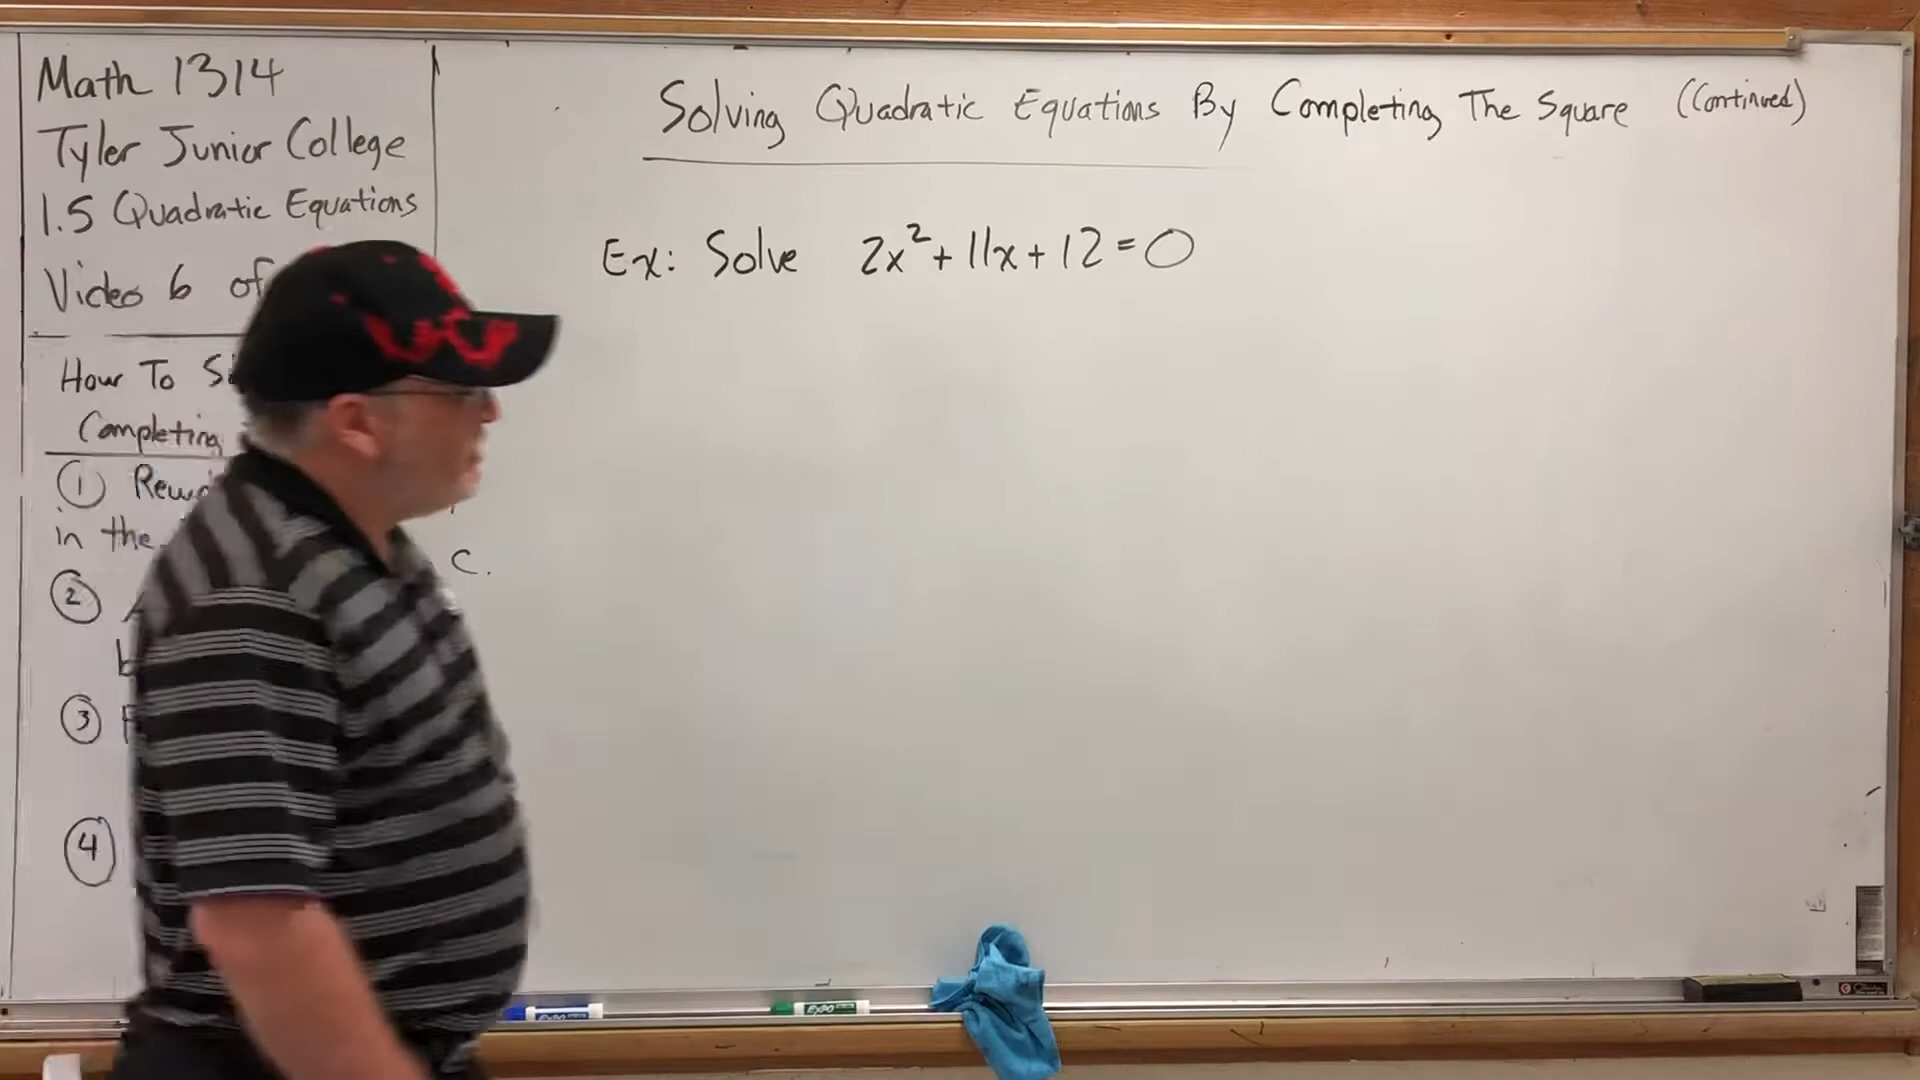 Math 1314
Tyler Junior College
1.5 Quadratic Equations
Video 6 of
How To
Completing
① 
in the
②
③
④
C.
Solving Quadratic Equations By Completing The Square (Continued)
Ex: Solve 2x²+11x+12=0
EXPO
EXPO